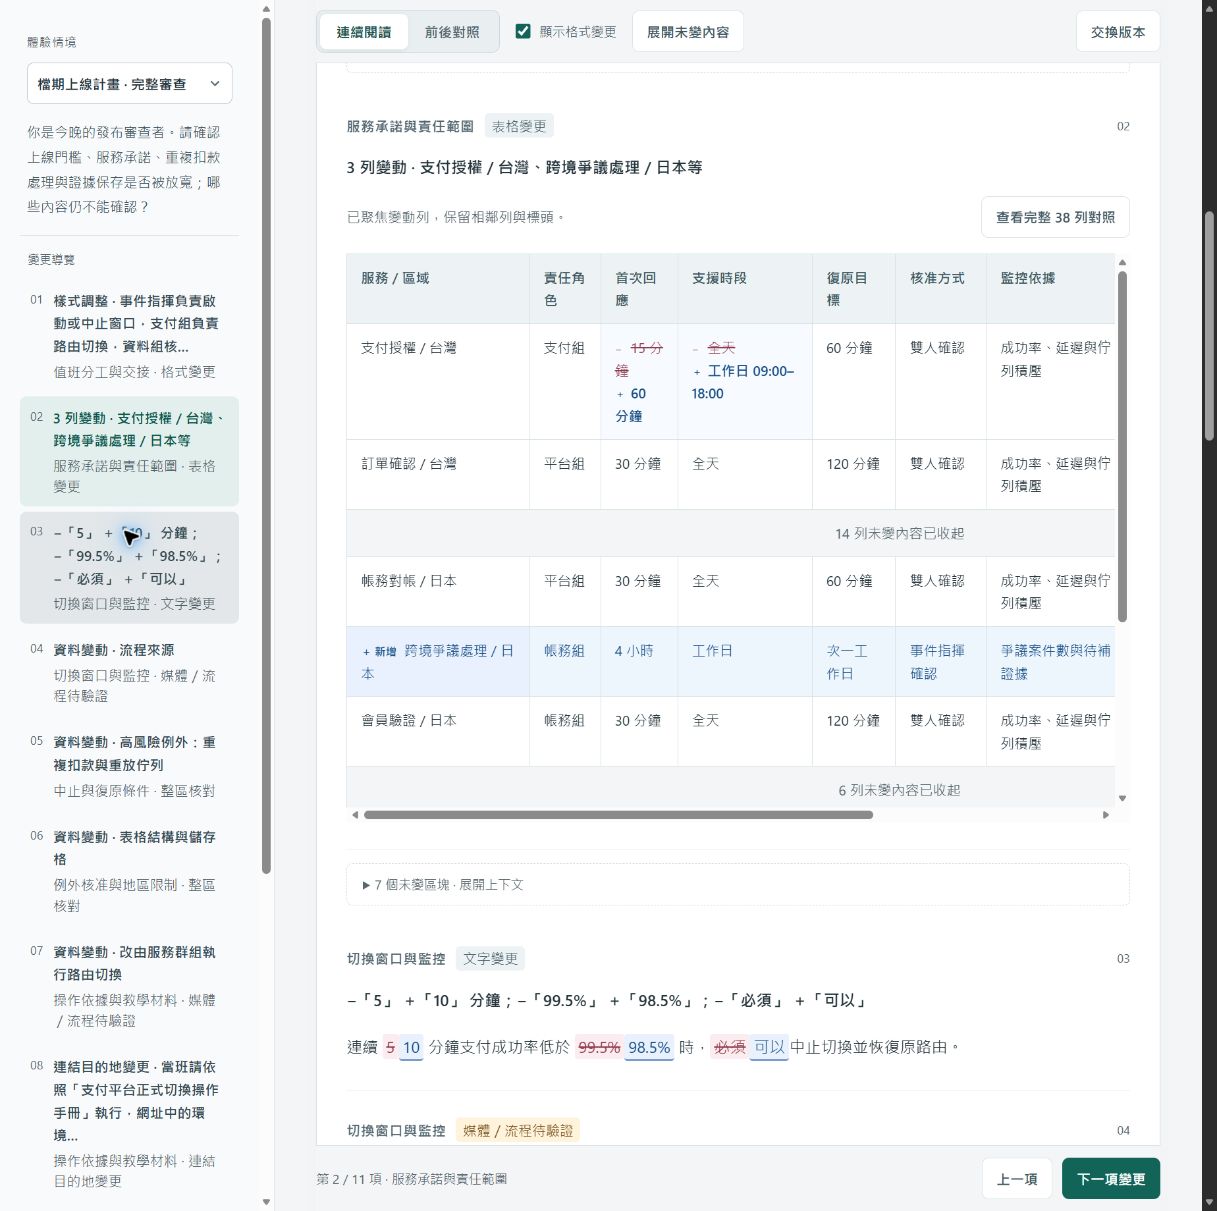 體驗情境
檔期上線計畫 · 完整審查
你是今晚的發布審查者。請確認
上線門檻、服務承諾、重複扣款
處理與證據保存是否被放寬；哪
些內容仍不能確認？
變更導覽
01 樣式調整 · 事件指揮負責啟
動或中止窗口，支付組負責
路由切換，資料組核...
值班分工與交接 · 格式變更
02 3 列變動 · 支付授權 / 台灣、
跨境爭議處理 / 日本等
服務承諾與責任範圍 · 表格
變更
03 –「5」 +「10」 分鐘；
–「99.5%」 +「98.5%」；
–「必須」 +「可以」
切換窗口與監控 · 文字變更
04 資料變動 · 流程來源
切換窗口與監控 · 媒體 / 流
程待驗證
05 資料變動 · 高風險例外：重
複扣款與重放佇列
中止與復原條件 · 整區核對
06 資料變動 · 表格結構與儲存
格
例外核准與地區限制 · 整區
核對
07 資料變動 · 改由服務群組執
行路由切換
操作依據與教學材料 · 媒體
/ 流程待驗證
08 連結目的地變更 · 當班請依
照「支付平台正式切換操作
手冊」執行，網址中的環
境...
操作依據與教學材料 · 連結
目的地變更
連續閱讀 前後對照 顯示格式變更 展開未變內容 交換版本
服務承諾與責任範圍 表格變更 02
3 列變動 · 支付授權 / 台灣、跨境爭議處理 / 日本等
已聚焦變動列，保留相鄰列與標頭。 查看完整 38 列對照
服務 / 區域 責任角 首次回 支援時段 復原目 核准方式 監控依據
色 應 標
支付授權 / 台灣 支付組 – 15 分 – 全天 60 分鐘 雙人確認 成功率、延遲與佇
鐘 + 工作日 09:00– 列積壓
+ 60 18:00
分鐘
訂單確認 / 台灣 平台組 30 分鐘 全天 120 分鐘 雙人確認 成功率、延遲與佇
列積壓
14 列未變內容已收起
帳務對帳 / 日本 平台組 30 分鐘 全天 60 分鐘 雙人確認 成功率、延遲與佇
列積壓
+ 新增 跨境爭議處理 / 日 帳務組 4 小時 工作日 次一工 事件指揮 爭議案件數與待補
本 作日 確認 證據
會員驗證 / 日本 帳務組 30 分鐘 全天 120 分鐘 雙人確認 成功率、延遲與佇
列積壓
6 列未變內容已收起
▶ 7 個未變區塊 · 展開上下文
切換窗口與監控 文字變更 03
–「5」 +「10」 分鐘；–「99.5%」 +「98.5%」；–「必須」 +「可以」
連續 5 10 分鐘支付成功率低於 99.5% 98.5% 時，必須 可以 中止切換並恢復原路由。
切換窗口與監控 媒體 / 流程待驗證 04
第 2 / 11 項 · 服務承諾與責任範圍 上一項 下一項變更